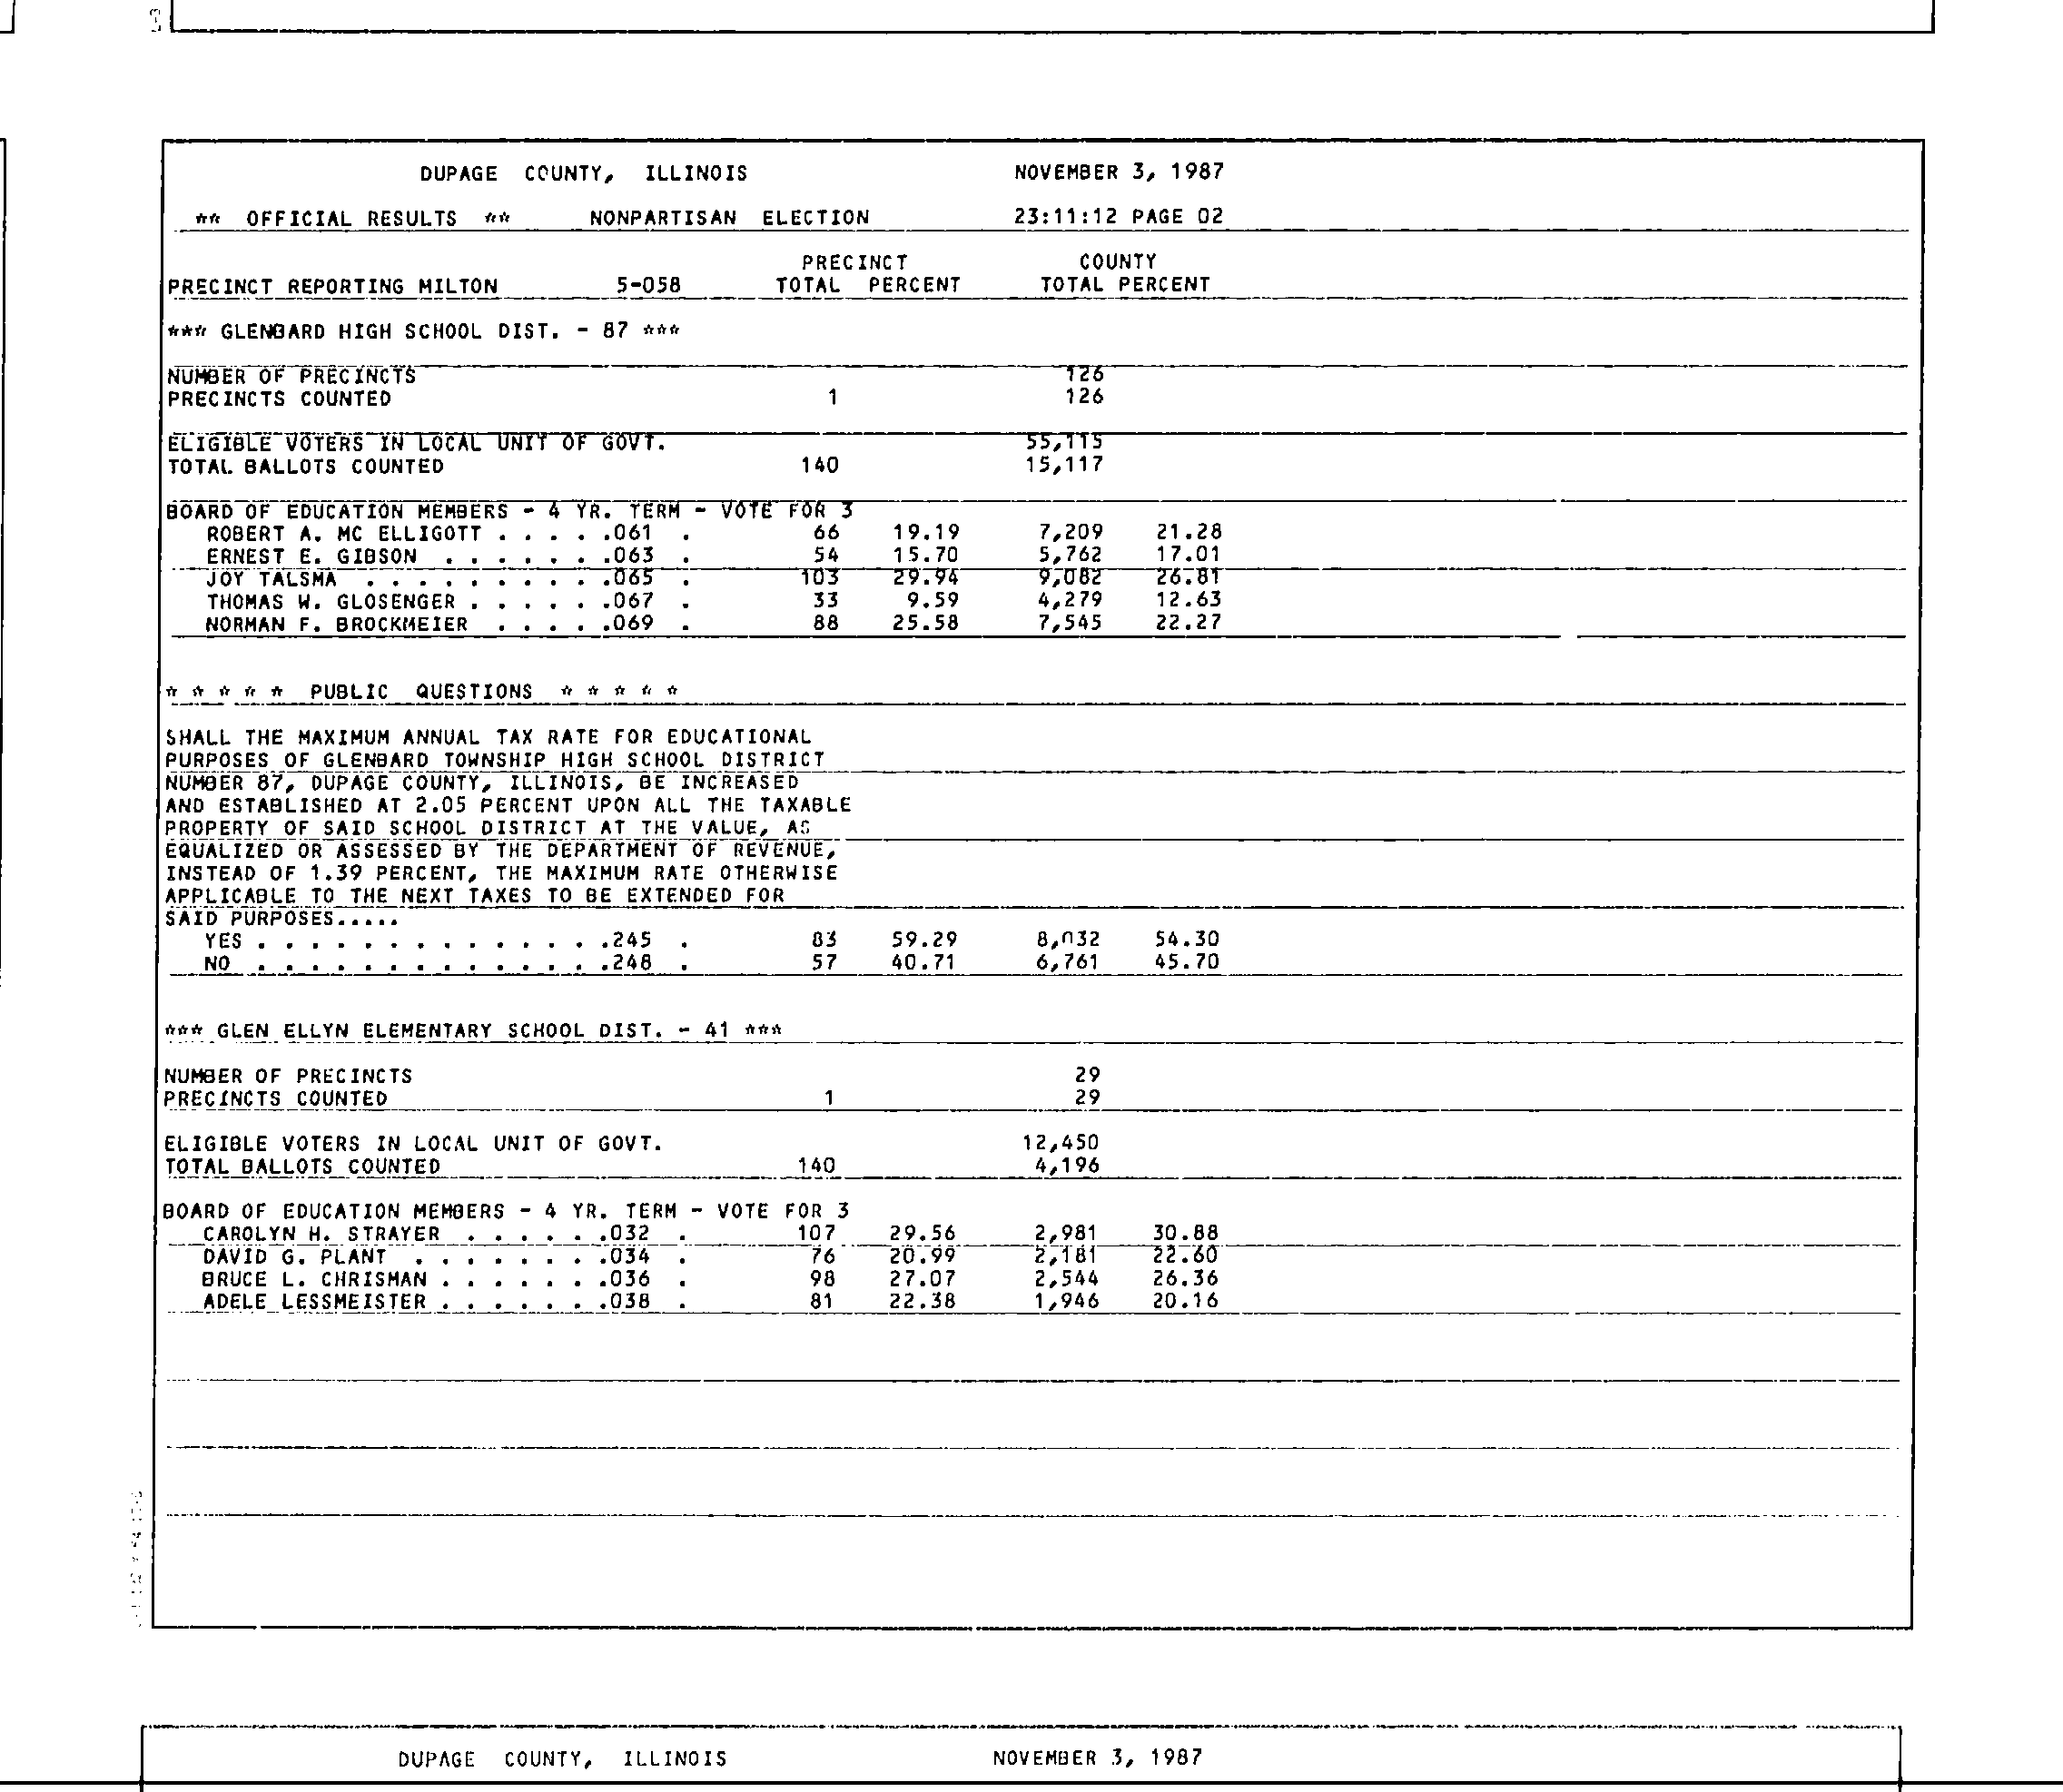 DUPAGE COUNTY, ILLINOIS NOVEMBER 3, 1987
** OFFICIAL RESULTS ** NONPARTISAN ELECTION 23:11:12 PAGE 02
PRECINCT COUNTY
PRECINCT REPORTING MILTON 5-058 TOTAL PERCENT TOTAL PERCENT
*** GLENBARD HIGH SCHOOL DIST. - 87 ***
NUMBER OF PRECINCTS 126
PRECINCTS COUNTED 1 126
ELIGIBLE VOTERS IN LOCAL UNIT OF GOVT. 55,115
TOTAL BALLOTS COUNTED 140 15,117
BOARD OF EDUCATION MEMBERS - 4 YR. TERM - VOTE FOR 3
ROBERT A. MC ELLIGOTT . . . . .061 . 66 19.19 7,209 21.28
ERNEST E. GIBSON . . . . . . .063 . 54 15.70 5,762 17.01
JOY TALSMA . . . . . . . . . .065 . 103 29.94 9,082 26.81
THOMAS W. GLOSENGER . . . . . .067 . 33 9.59 4,279 12.63
NORMAN F. BROCKMEIER . . . . .069 . 88 25.58 7,545 22.27
* * * * * PUBLIC QUESTIONS * * * * *
SHALL THE MAXIMUM ANNUAL TAX RATE FOR EDUCATIONAL
PURPOSES OF GLENBARD TOWNSHIP HIGH SCHOOL DISTRICT
NUMBER 87, DUPAGE COUNTY, ILLINOIS, BE INCREASED
AND ESTABLISHED AT 2.05 PERCENT UPON ALL THE TAXABLE
PROPERTY OF SAID SCHOOL DISTRICT AT THE VALUE, AS
EQUALIZED OR ASSESSED BY THE DEPARTMENT OF REVENUE,
INSTEAD OF 1.39 PERCENT, THE MAXIMUM RATE OTHERWISE
APPLICABLE TO THE NEXT TAXES TO BE EXTENDED FOR
SAID PURPOSES.....
YES . . . . . . . . . . . . . .245 . 83 59.29 8,032 54.30
NO . . . . . . . . . . . . . .248 . 57 40.71 6,761 45.70
*** GLEN ELLYN ELEMENTARY SCHOOL DIST. - 41 ***
NUMBER OF PRECINCTS 29
PRECINCTS COUNTED 1 29
ELIGIBLE VOTERS IN LOCAL UNIT OF GOVT. 12,450
TOTAL BALLOTS COUNTED 140 4,196
BOARD OF EDUCATION MEMBERS - 4 YR. TERM - VOTE FOR 3
CAROLYN H. STRAYER . . . . . .032 . 107 29.56 2,981 30.88
DAVID G. PLANT . . . . . . . .034 . 76 20.99 2,181 22.60
BRUCE L. CHRISMAN . . . . . . .036 . 98 27.07 2,544 26.36
ADELE LESSMEISTER . . . . . . .038 . 81 22.38 1,946 20.16
DUPAGE COUNTY, ILLINOIS NOVEMBER 3, 1987